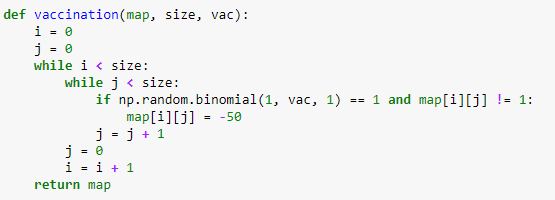 def vaccination(map, size, vac):
    i = 0
    j = 0
    while i < size:
        while j < size:
            if np.random.binomial(1, vac, 1) == 1 and map[i][j] != 1:
                map[i][j] = -50
            j = j + 1
        j = 0
        i = i + 1
    return map